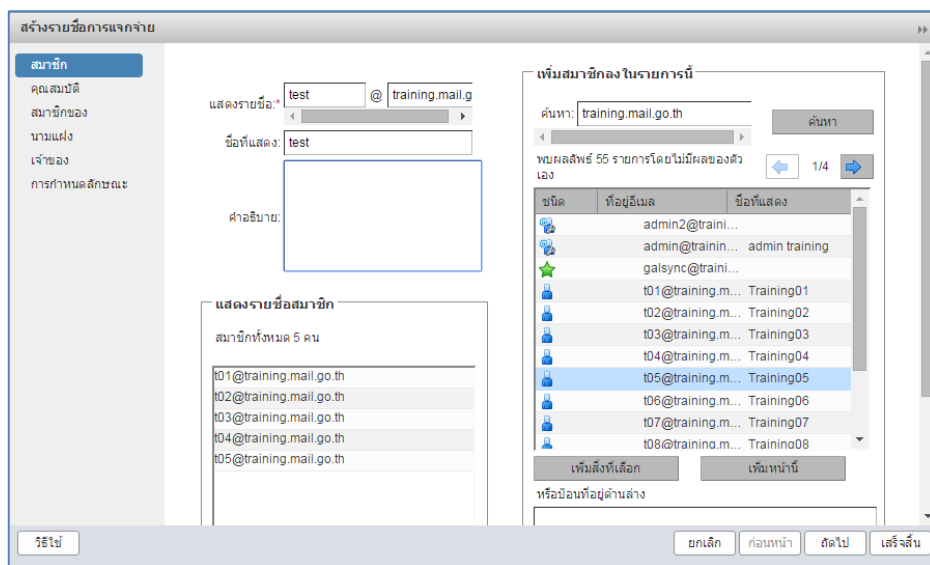 สร้างรายชื่อการแจกจ่าย
สมาชิก
คุณสมบัติ
สมาชิกของ
นามแฝง
เจ้าของ
การกำหนดลักษณะ
แสดงรายชื่อ:* test @ training.mail.g
ชื่อที่แสดง: test
คำอธิบาย:
แสดงรายชื่อสมาชิก
สมาชิกทั้งหมด 5 คน
t01@training.mail.go.th
t02@training.mail.go.th
t03@training.mail.go.th
t04@training.mail.go.th
t05@training.mail.go.th
เพิ่มสมาชิกลงในรายการนี้
ค้นหา: training.mail.go.th ค้นหา
พบผลลัพธ์ 55 รายการโดยไม่มีผลของตัว
เอง
1/4
ชนิด ที่อยู่อีเมล ชื่อที่แสดง
admin2@traini...
admin@trainin... admin training
galsync@traini...
t01@training.m... Training01
t02@training.m... Training02
t03@training.m... Training03
t04@training.m... Training04
t05@training.m... Training05
t06@training.m... Training06
t07@training.m... Training07
t08@training.m... Training08
เพิ่มสิ่งที่เลือก เพิ่มหน้านี้
หรือป้อนที่อยู่ด้านล่าง
วิธีใช้ ยกเลิก ก่อนหน้า ถัดไป เสร็จสิ้น